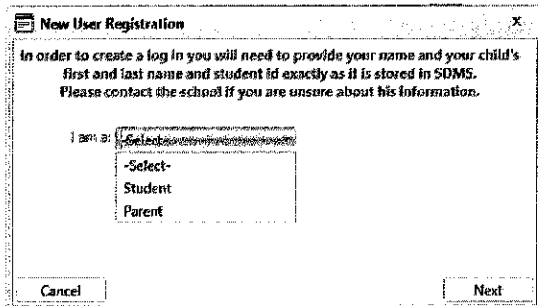 New User Registration X
In order to create a log in you will need to provide your name and your child's
first and last name and student id exactly as it is stored in SDMS.
Please contact the school if you are unsure about his information.
I am a: -Select-
-Select-
Student
Parent
Cancel Next